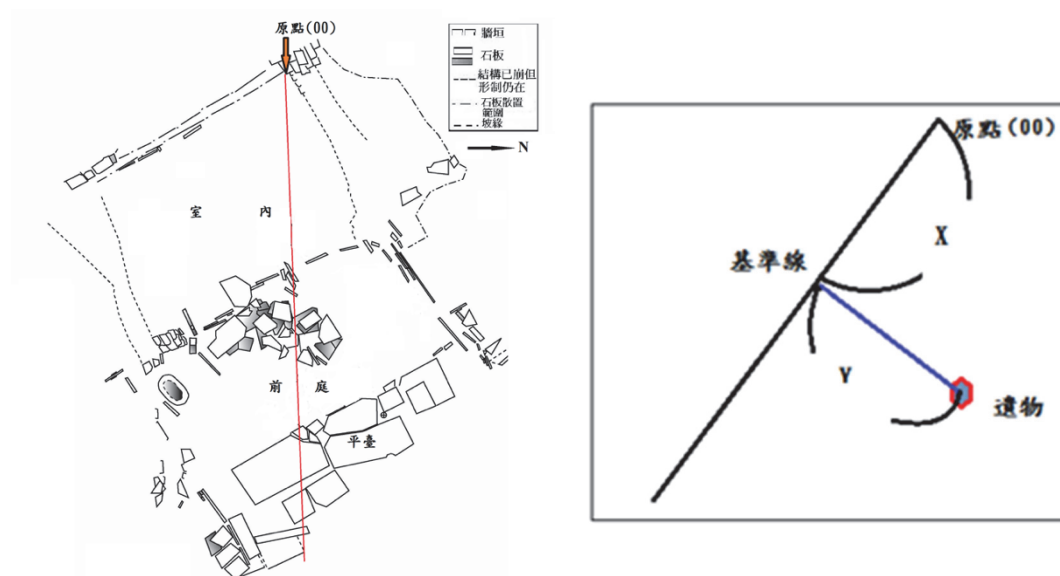 原點(00)
牆垣
石板
結構已崩但
形制仍在
石板散置
範圍
坡緣
N
室 內
前 庭
平臺
原點(00)
X
基準線
Y
遺物